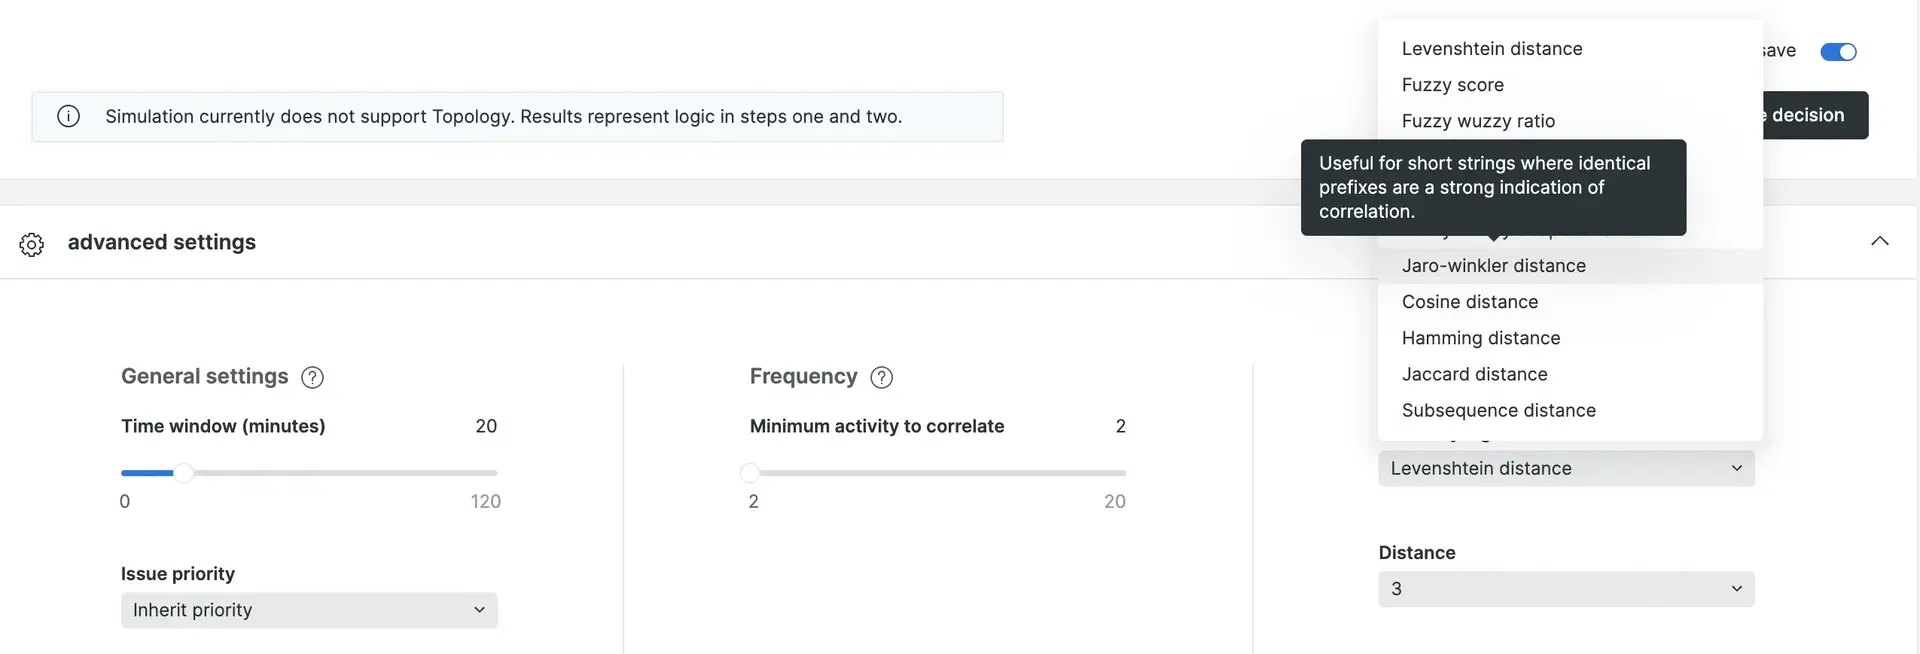 Levenshtein distance
Fuzzy score
Fuzzy wuzzy ratio
save
decision
Simulation currently does not support Topology. Results represent logic in steps one and two.
Useful for short strings where identical
prefixes are a strong indication of
correlation.
advanced settings
Jaro-winkler distance
Cosine distance
Hamming distance
Jaccard distance
Subsequence distance
General settings
Time window (minutes) 20
0 120
Issue priority
Inherit priority
Frequency
Minimum activity to correlate 2
2 20
Levenshtein distance
Distance
3